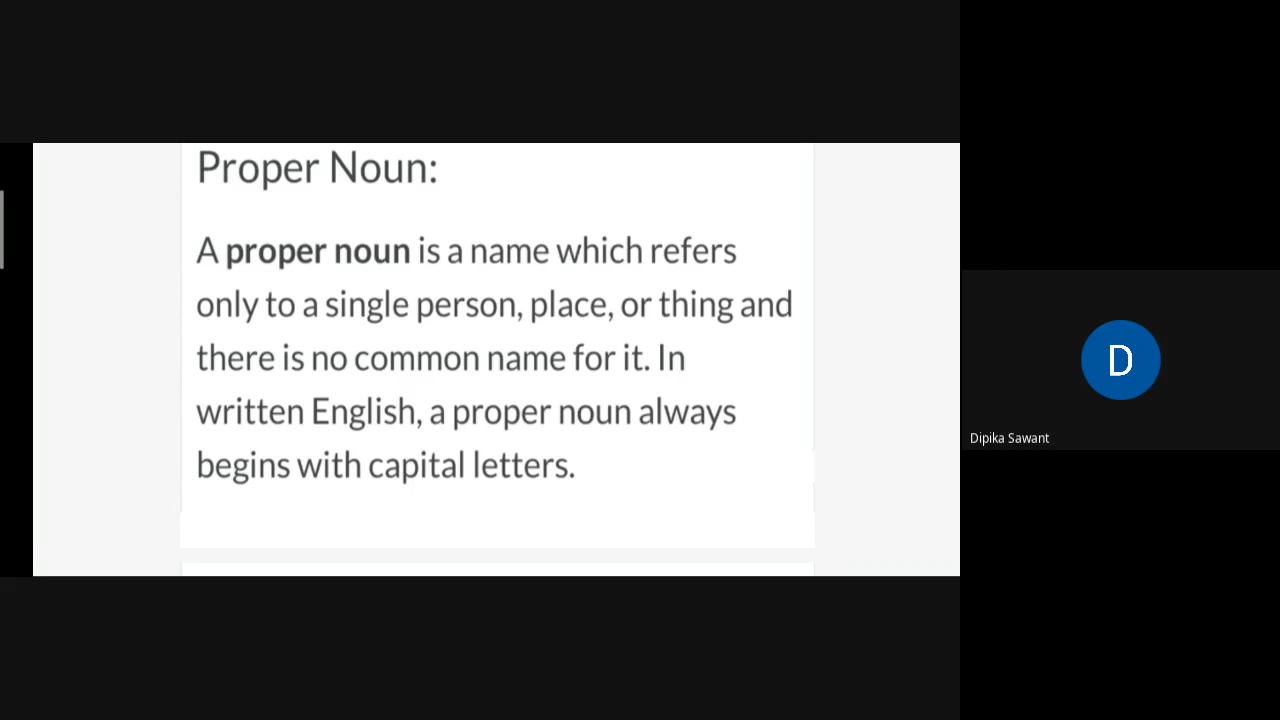 Proper Noun:
A proper noun is a name which refers
only to a single person, place, or thing and
there is no common name for it. In
written English, a proper noun always
begins with capital letters.
D
Dipika Sawant